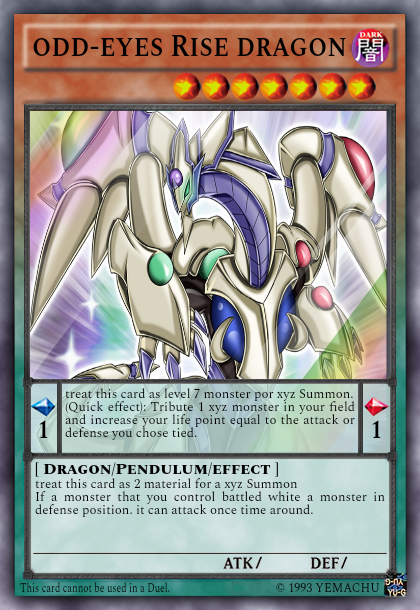 ODD-EYES RISE DRAGON
DARK
闇
treat this card as level 7 monster por xyz Summon.
(Quick effect): Tribute 1 xyz monster in your field
and increase your life point equal to the attack or
defense you chose tied.
1
1
[ DRAGON/PENDULUM/EFFECT ]
treat this card as 2 material for a xyz Summon
If a monster that you control battled white a monster in
defense position. it can attack once time around.
ATK/ DEF/
This card cannot be used in a Duel.
© 1993 YEMACHU
YU-G